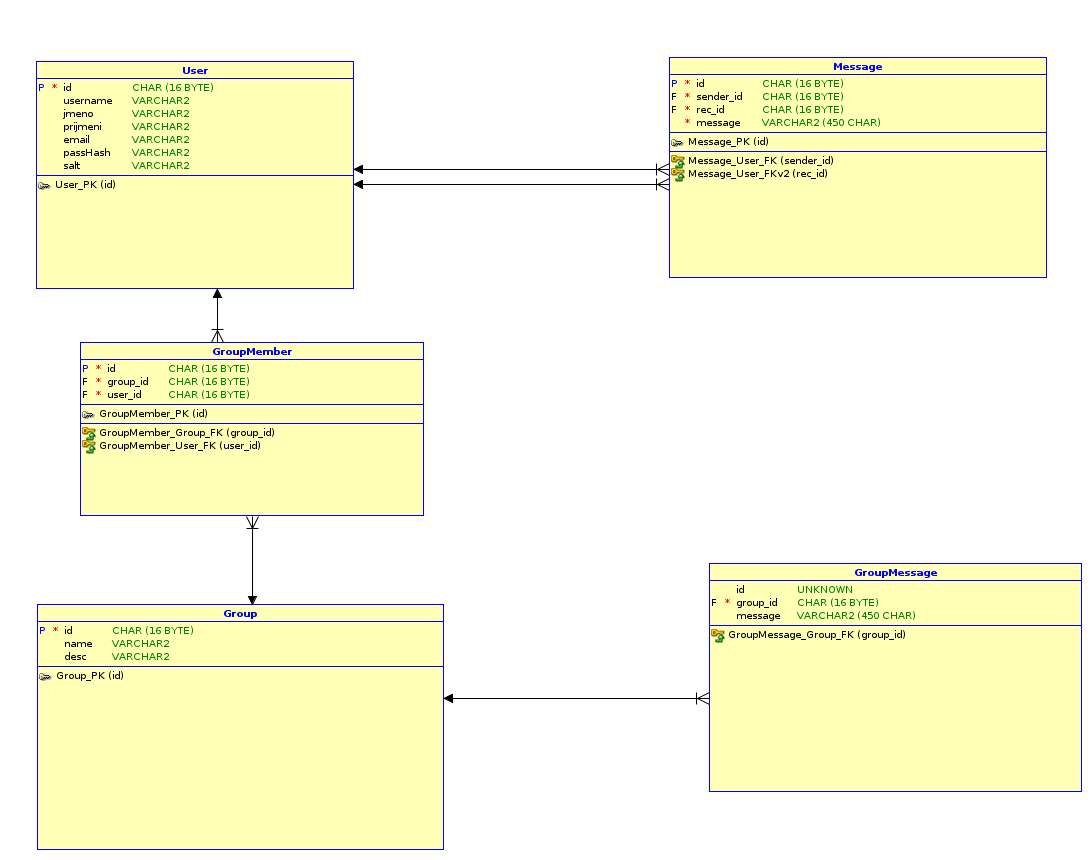 User
P * id CHAR (16 BYTE)
username VARCHAR2
jmeno VARCHAR2
prijmeni VARCHAR2
email VARCHAR2
passHash VARCHAR2
salt VARCHAR2
User_PK (id)
Message
P * id CHAR (16 BYTE)
F * sender_id CHAR (16 BYTE)
F * rec_id CHAR (16 BYTE)
* message VARCHAR2 (450 CHAR)
Message_PK (id)
Message_User_FK (sender_id)
Message_User_FKv2 (rec_id)
GroupMember
P * id CHAR (16 BYTE)
F * group_id CHAR (16 BYTE)
F * user_id CHAR (16 BYTE)
GroupMember_PK (id)
GroupMember_Group_FK (group_id)
GroupMember_User_FK (user_id)
Group
P * id CHAR (16 BYTE)
name VARCHAR2
desc VARCHAR2
Group_PK (id)
GroupMessage
id UNKNOWN
F * group_id CHAR (16 BYTE)
message VARCHAR2 (450 CHAR)
GroupMessage_Group_FK (group_id)